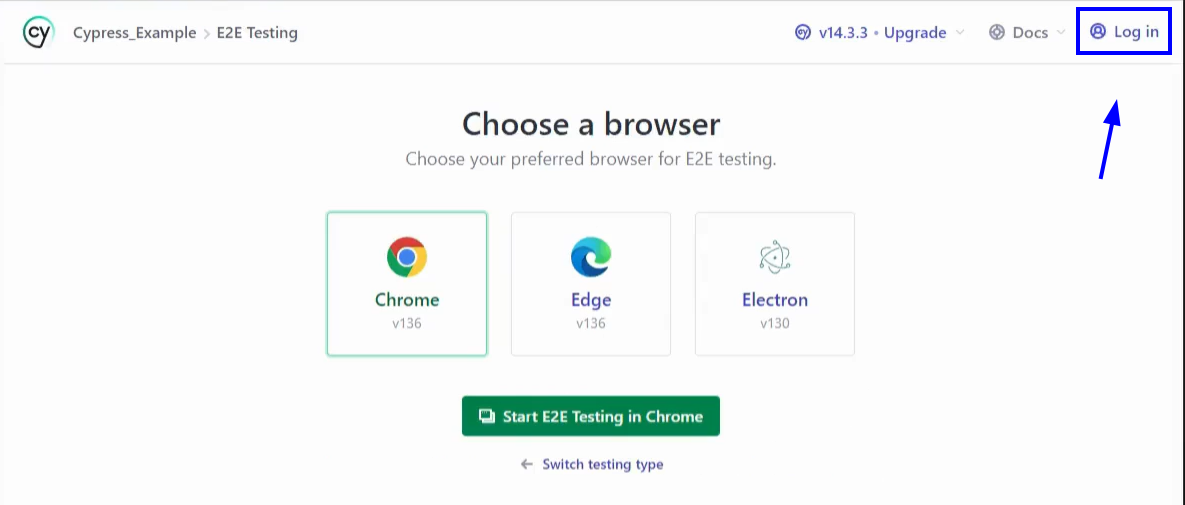 cy Cypress_Example > E2E Testing v14.3.3 • Upgrade Docs Log in
Choose a browser
Choose your preferred browser for E2E testing.
Chrome Edge Electron
v136 v136 v130
Start E2E Testing in Chrome
← Switch testing type